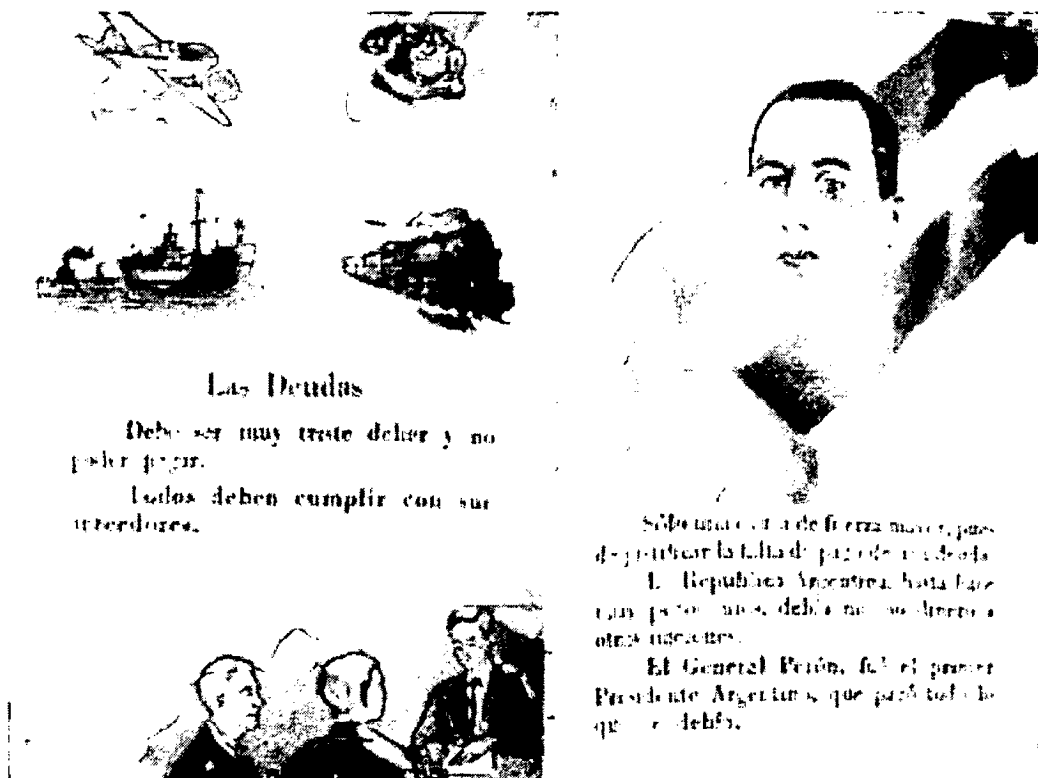 Las Deudas
Debe ser muy triste deber y no
poder pagar.
Todos deben cumplir con sus
acreedores.
Sólo una causa de fuerza mayor, pue-
de justificar la falta de pago de una deuda.
La República Argentina, hasta hace
muy pocos años, debía mucho dinero a
otras naciones.
El General Perón, fué el primer
Presidente Argentino, que pagó todo lo
que se debía.